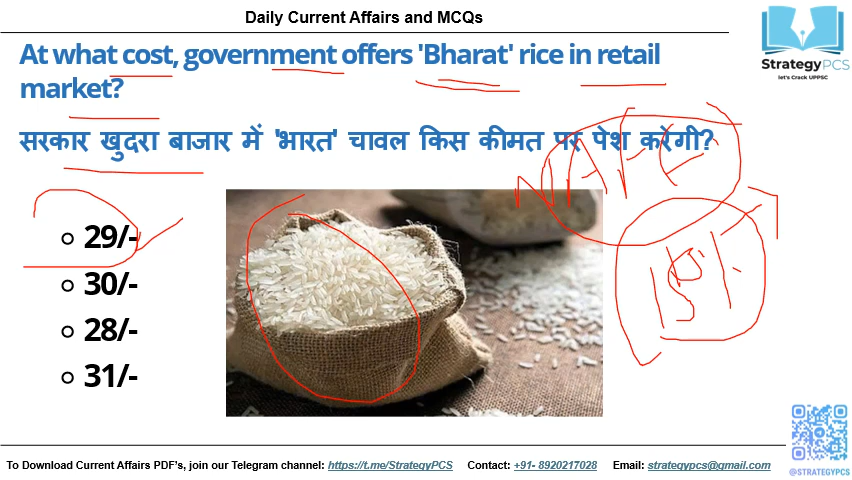 Daily Current Affairs and MCQs
StrategyPCS
let's Crack UPPSC
At what cost, government offers 'Bharat' rice in retail
market?
सरकार खुदरा बाजार में 'भारत' चावल किस कीमत पर पेश करेगी?
29/-
30/-
28/-
31/-
To Download Current Affairs PDF's, join our Telegram channel: https://t.me/StrategyPCS Contact: +91- 8920217028 Email: strategypcs@gmail.com
@STRATEGYPCS